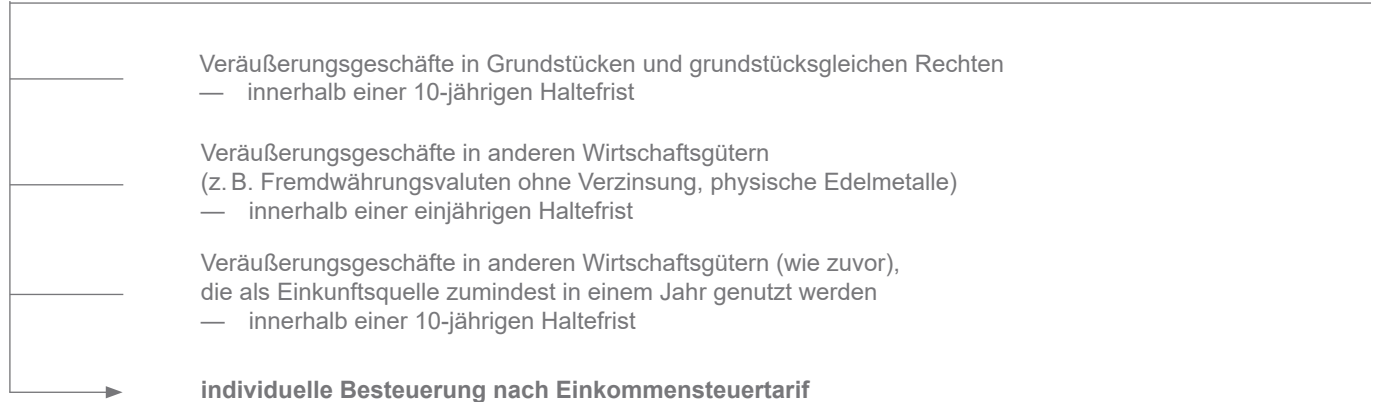 Veräußerungsgeschäfte in Grundstücken und grundstücksgleichen Rechten
— innerhalb einer 10-jährigen Haltefrist
Veräußerungsgeschäfte in anderen Wirtschaftsgütern
(z. B. Fremdwährungsvaluten ohne Verzinsung, physische Edelmetalle)
— innerhalb einer einjährigen Haltefrist
Veräußerungsgeschäfte in anderen Wirtschaftsgütern (wie zuvor),
die als Einkunftsquelle zumindest in einem Jahr genutzt werden
— innerhalb einer 10-jährigen Haltefrist
individuelle Besteuerung nach Einkommensteuertarif